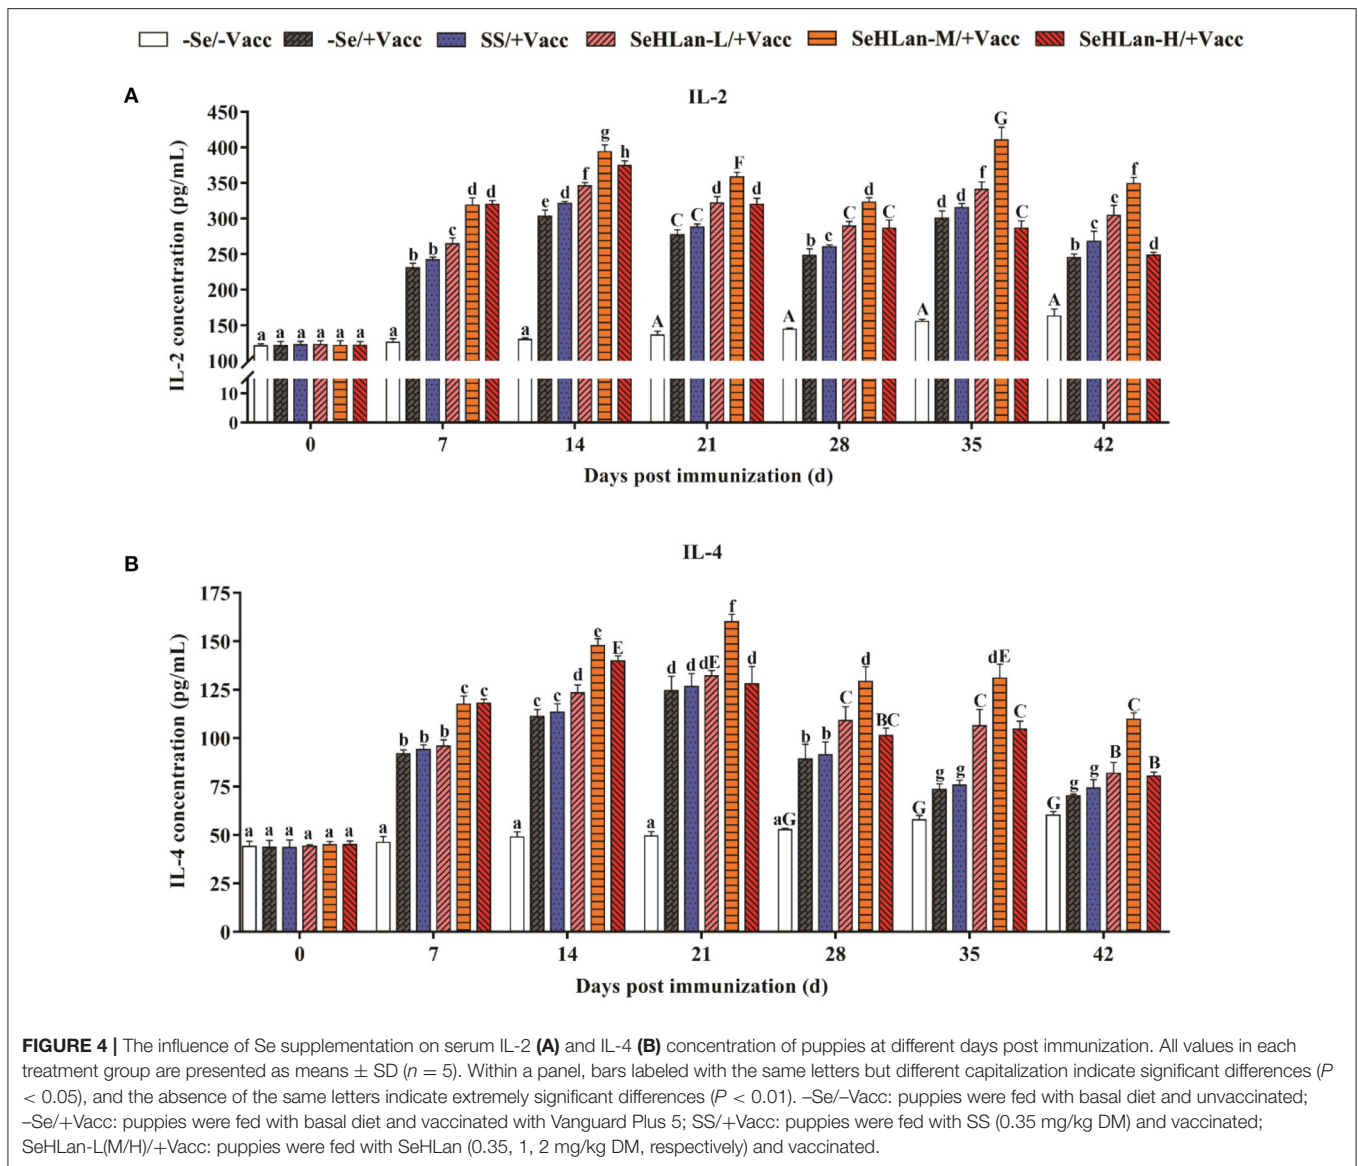 -Se/-Vacc -Se/+Vacc SS/+Vacc SeHLan-L/+Vacc SeHLan-M/+Vacc SeHLan-H/+Vacc
A
IL-2
IL-2 concentration (pg/mL)
450
400
350
300
250
200
150
100
10
0
a a a a a a
a b b c d d
a e d f g h
A C C d F d
A b c C d C
A d d f G C
A b c e f d
0 7 14 21 28 35 42
Days post immunization (d)
B
IL-4
IL-4 concentration (pg/mL)
175
150
125
100
75
50
25
0
a a a a a a
a b b b c c
a c c d e E
a d d dE f d
aG b b C d BC
G g g C dE C
G g g B C B
0 7 14 21 28 35 42
Days post immunization (d)
FIGURE 4 | The influence of Se supplementation on serum IL-2 (A) and IL-4 (B) concentration of puppies at different days post immunization. All values in each
treatment group are presented as means ± SD (n = 5). Within a panel, bars labeled with the same letters but different capitalization indicate significant differences (P
< 0.05), and the absence of the same letters indicate extremely significant differences (P < 0.01). –Se/–Vacc: puppies were fed with basal diet and unvaccinated;
–Se/+Vacc: puppies were fed with basal diet and vaccinated with Vanguard Plus 5; SS/+Vacc: puppies were fed with SS (0.35 mg/kg DM) and vaccinated;
SeHLan-L(M/H)/+Vacc: puppies were fed with SeHLan (0.35, 1, 2 mg/kg DM, respectively) and vaccinated.